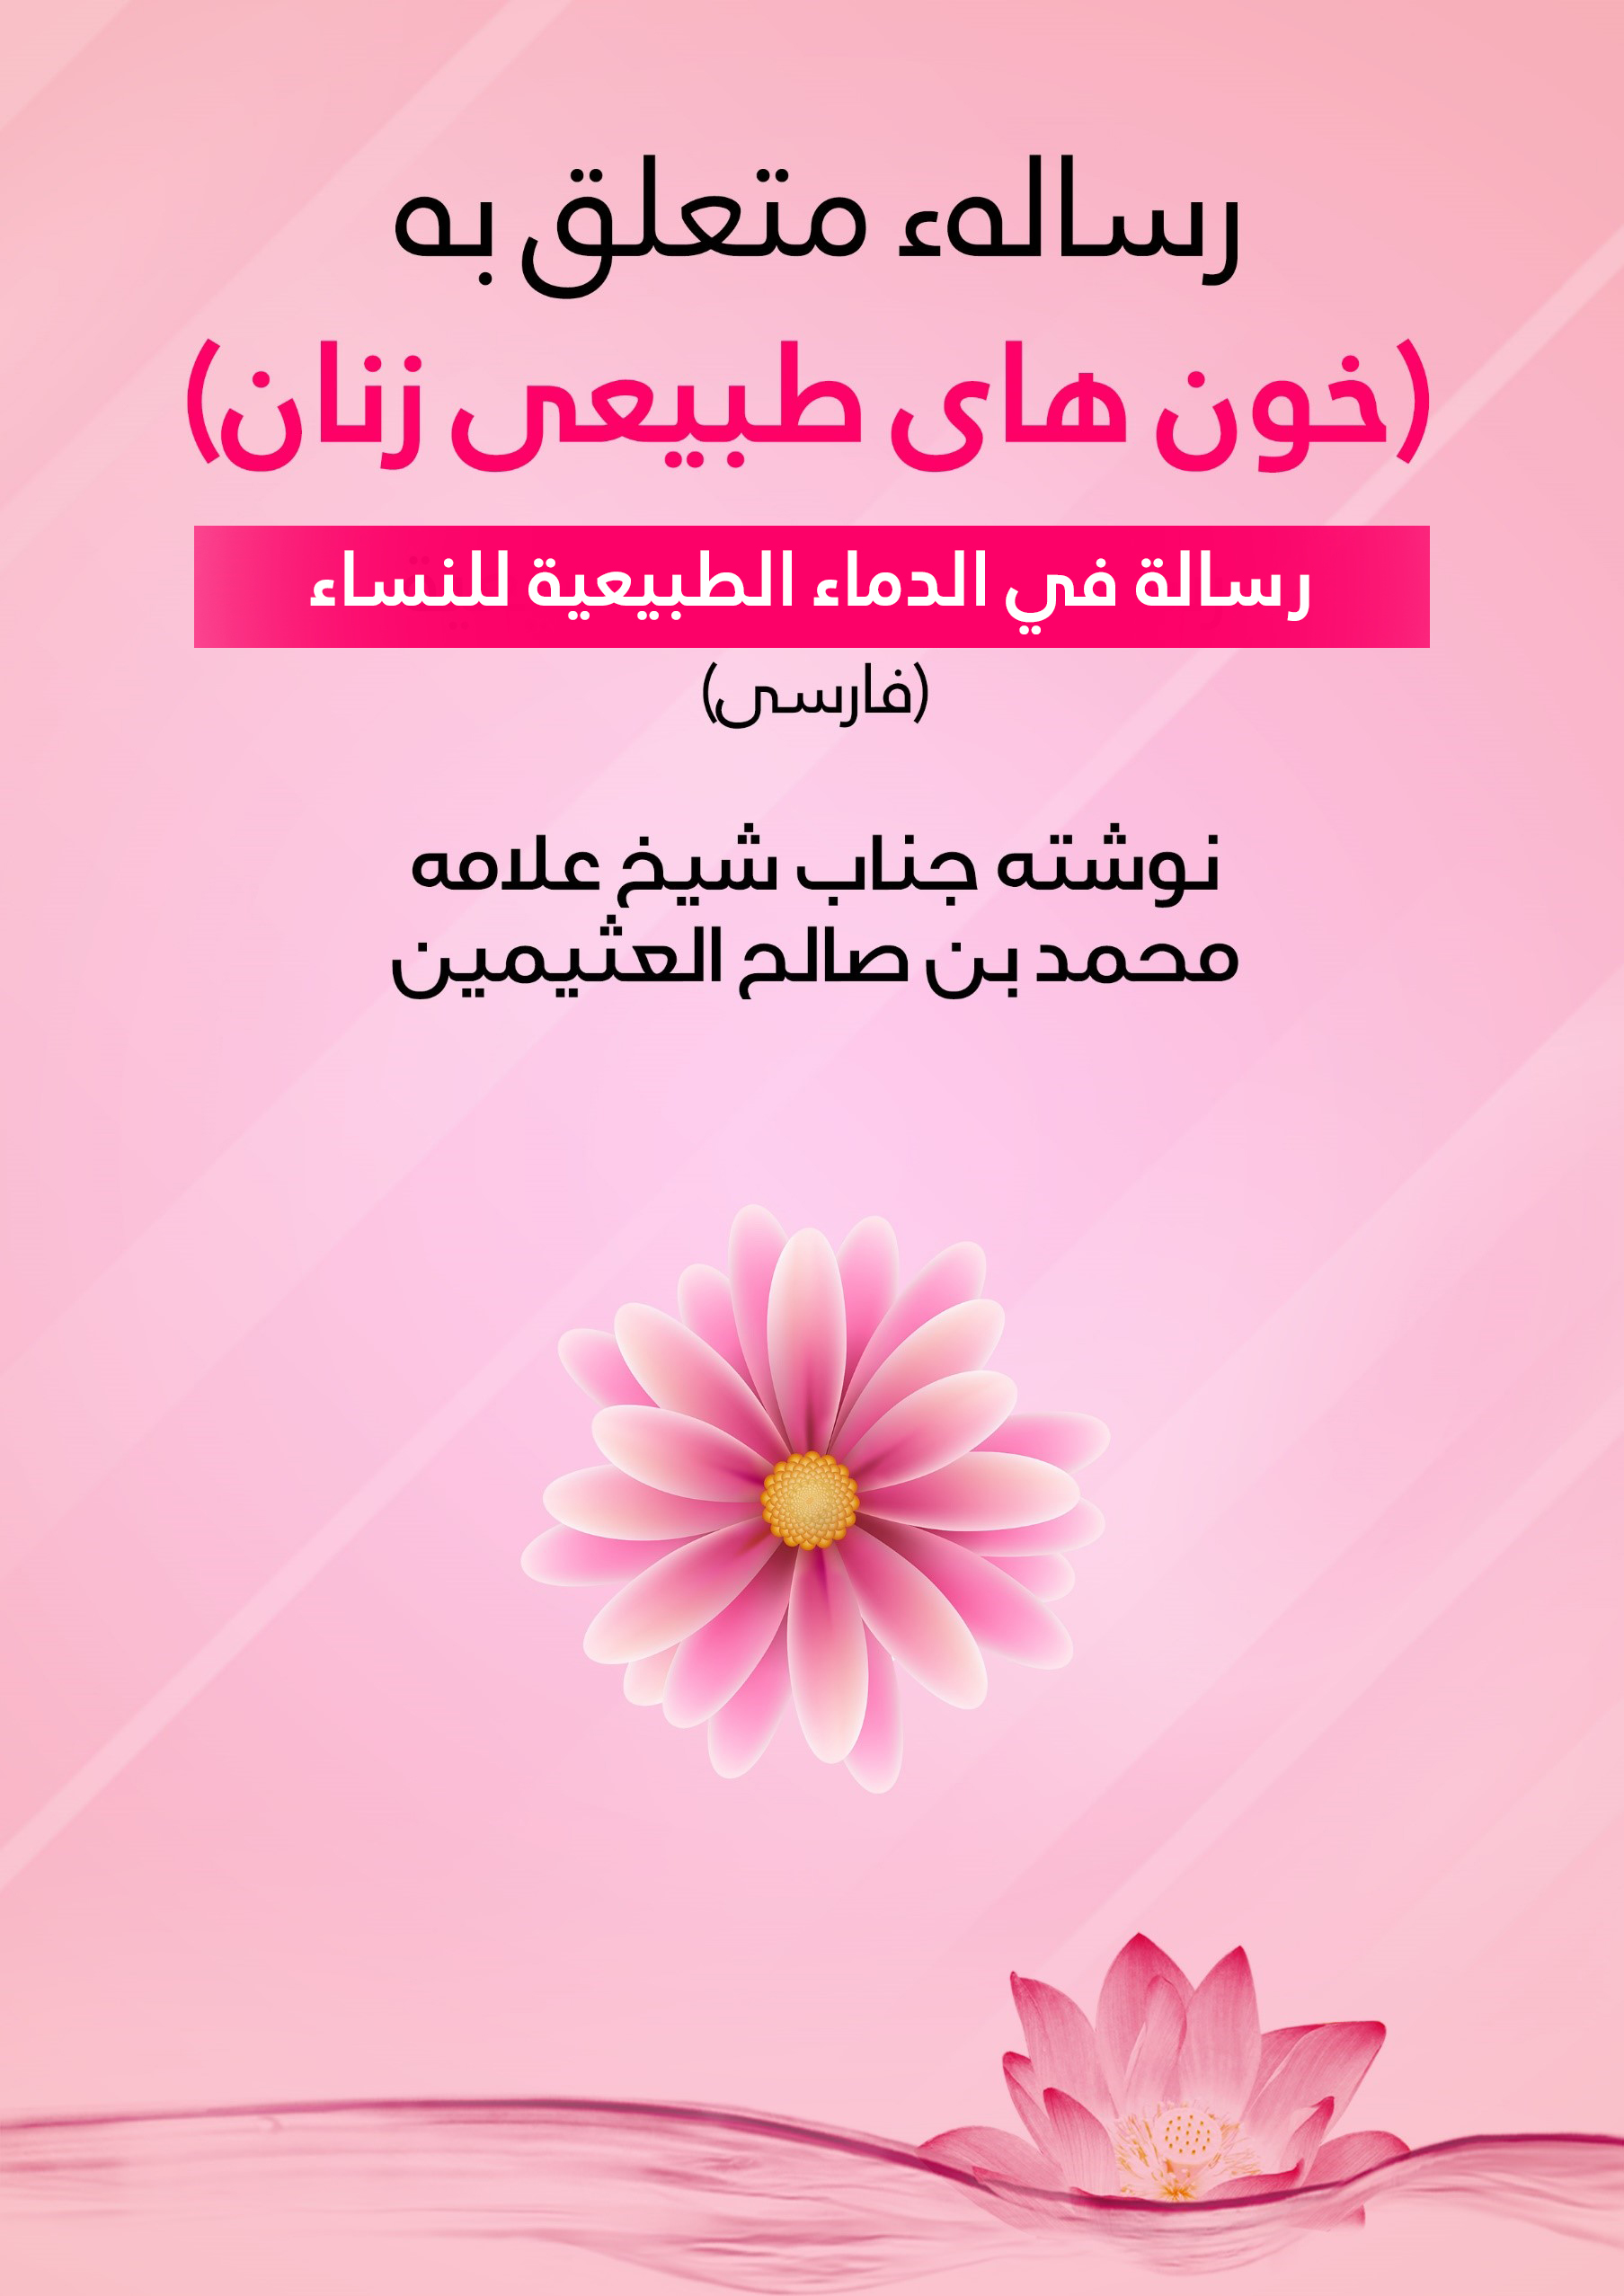 رسالهء متعلق به
(خون های طبیعی زنان)
رسالة في الدماء الطبيعية للنساء
(فارسی)
نوشته جناب شیخ علامه
محمد بن صالح العثیمین